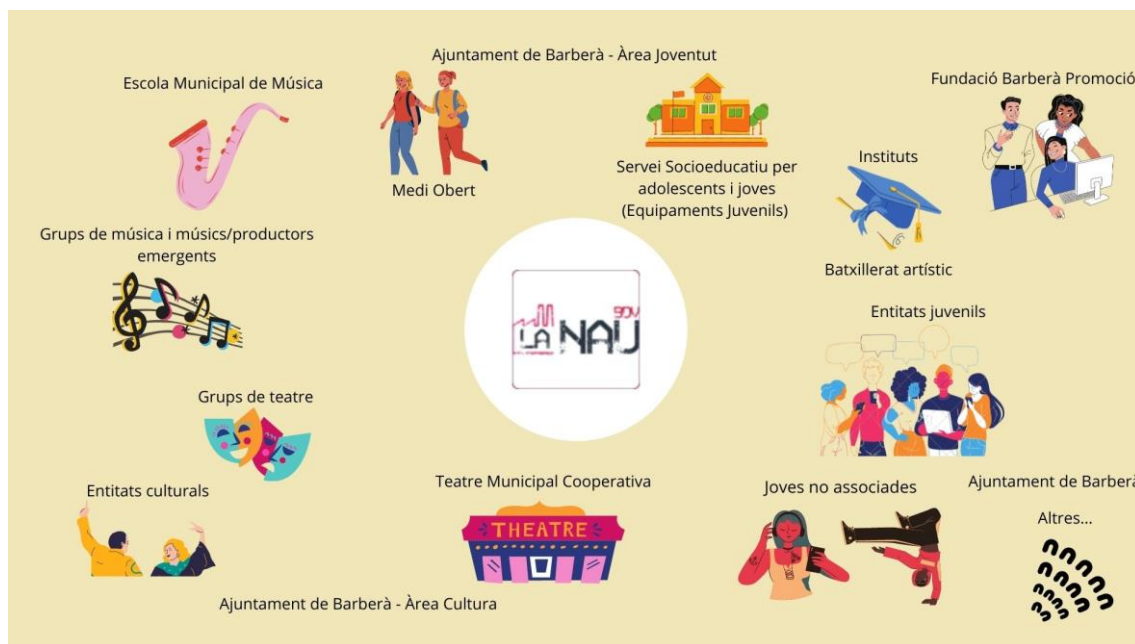 Ajuntament de Barberà - Àrea Joventut
Escola Municipal de Música
Fundació Barberà Promoció
Medi Obert
Servei Socioeducatiu per
adolescents i joves
(Equipaments Juvenils)
Instituts
Batxillerat artístic
Grups de música i músics/productors
emergents
90V
LA NAU
Entitats juvenils
Grups de teatre
Entitats culturals
Teatre Municipal Cooperativa
THEATRE
Joves no associades
Ajuntament de Barberà
Altres...
Ajuntament de Barberà - Àrea Cultura